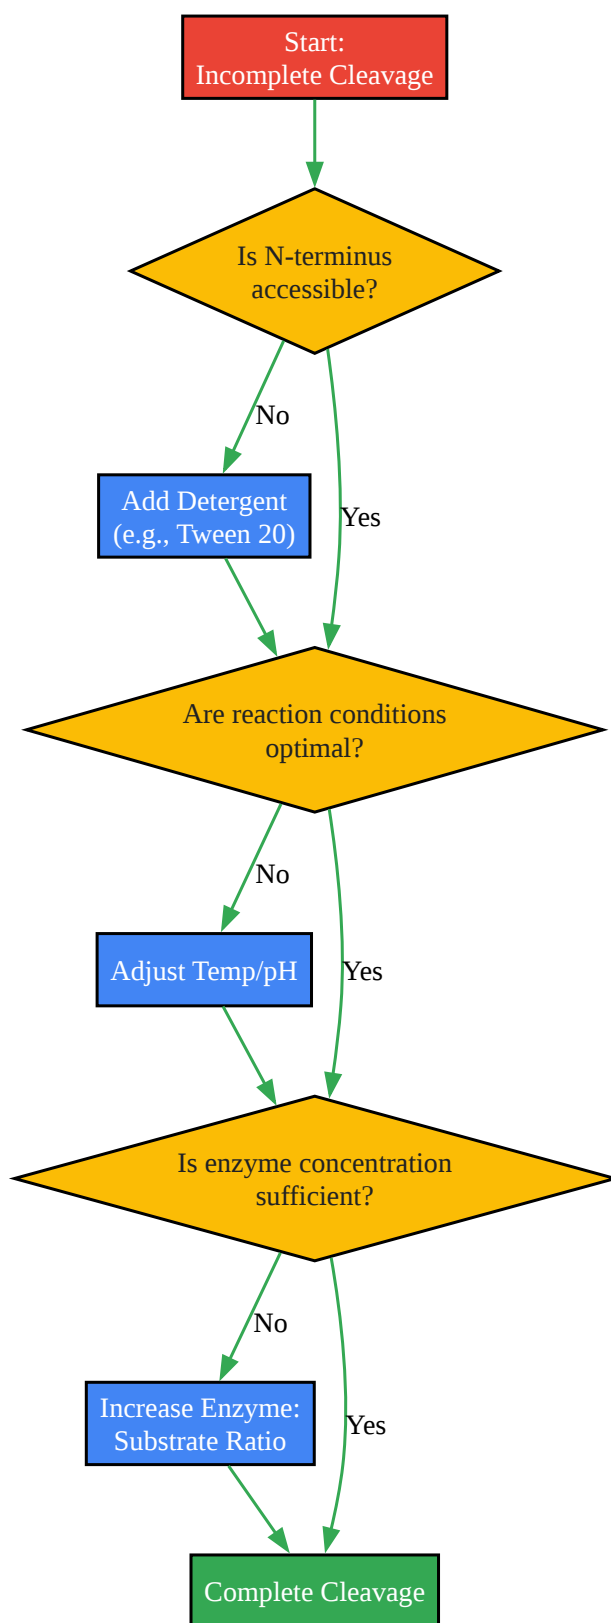 Start:
Incomplete Cleavage
Is N-terminus
accessible?
No
Add Detergent
(e.g., Tween 20)
Yes
Are reaction conditions
optimal?
No
Adjust Temp/pH
Yes
Is enzyme concentration
sufficient?
No
Increase Enzyme:
Substrate Ratio
Yes
Complete Cleavage